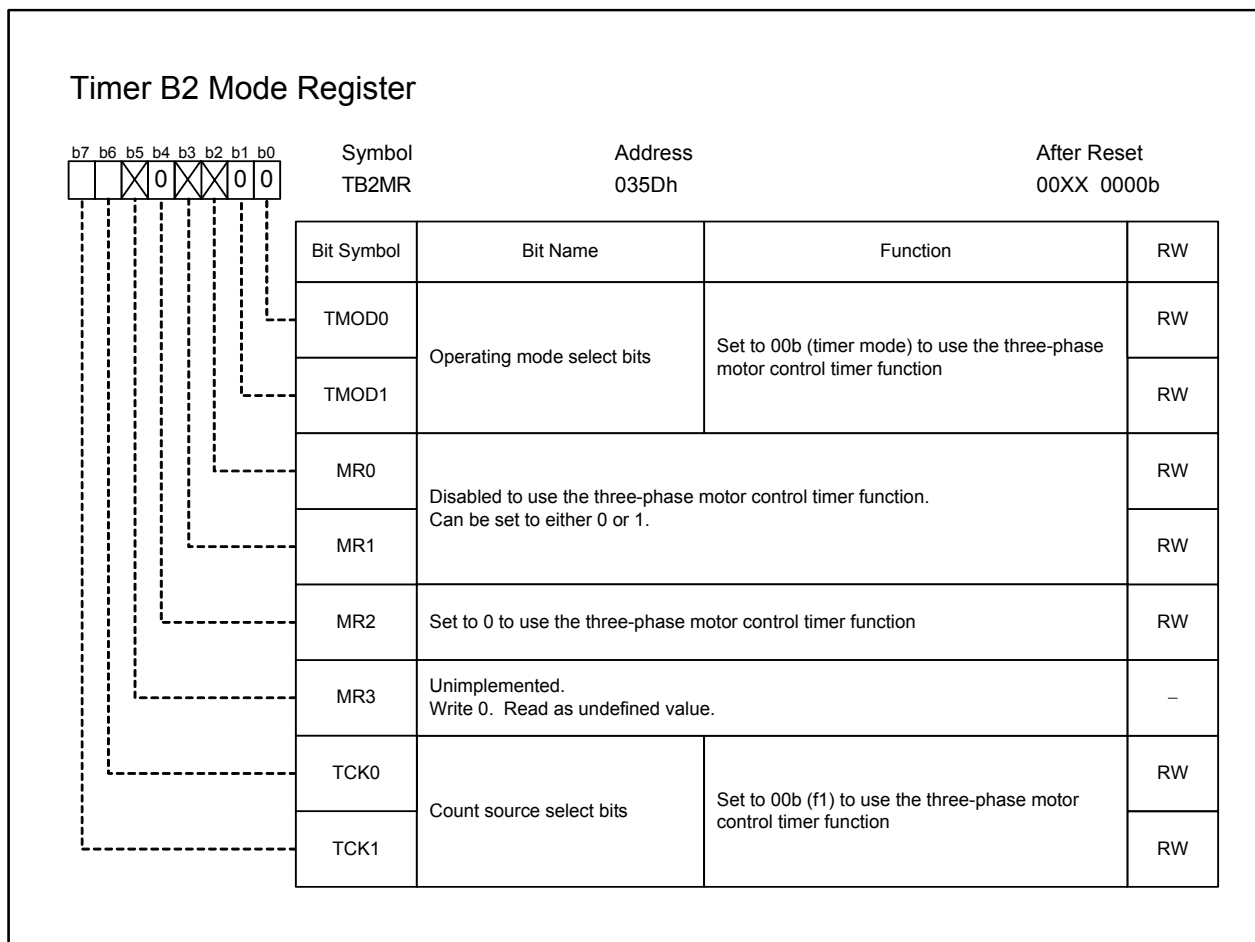 Timer B2 Mode Register
b7 b6 b5 b4 b3 b2 b1 b0
0 0 0
Symbol Address After Reset
TB2MR 035Dh 00XX 0000b
Bit Symbol Bit Name Function RW
TMOD0 RW
Operating mode select bits
Set to 00b (timer mode) to use the three-phase
motor control timer function
TMOD1 RW
MR0 RW
Disabled to use the three-phase motor control timer function.
Can be set to either 0 or 1.
MR1 RW
MR2 Set to 0 to use the three-phase motor control timer function RW
MR3
Unimplemented.
Write 0. Read as undefined value.
–
TCK0 RW
Count source select bits
Set to 00b (f1) to use the three-phase motor
control timer function
TCK1 RW